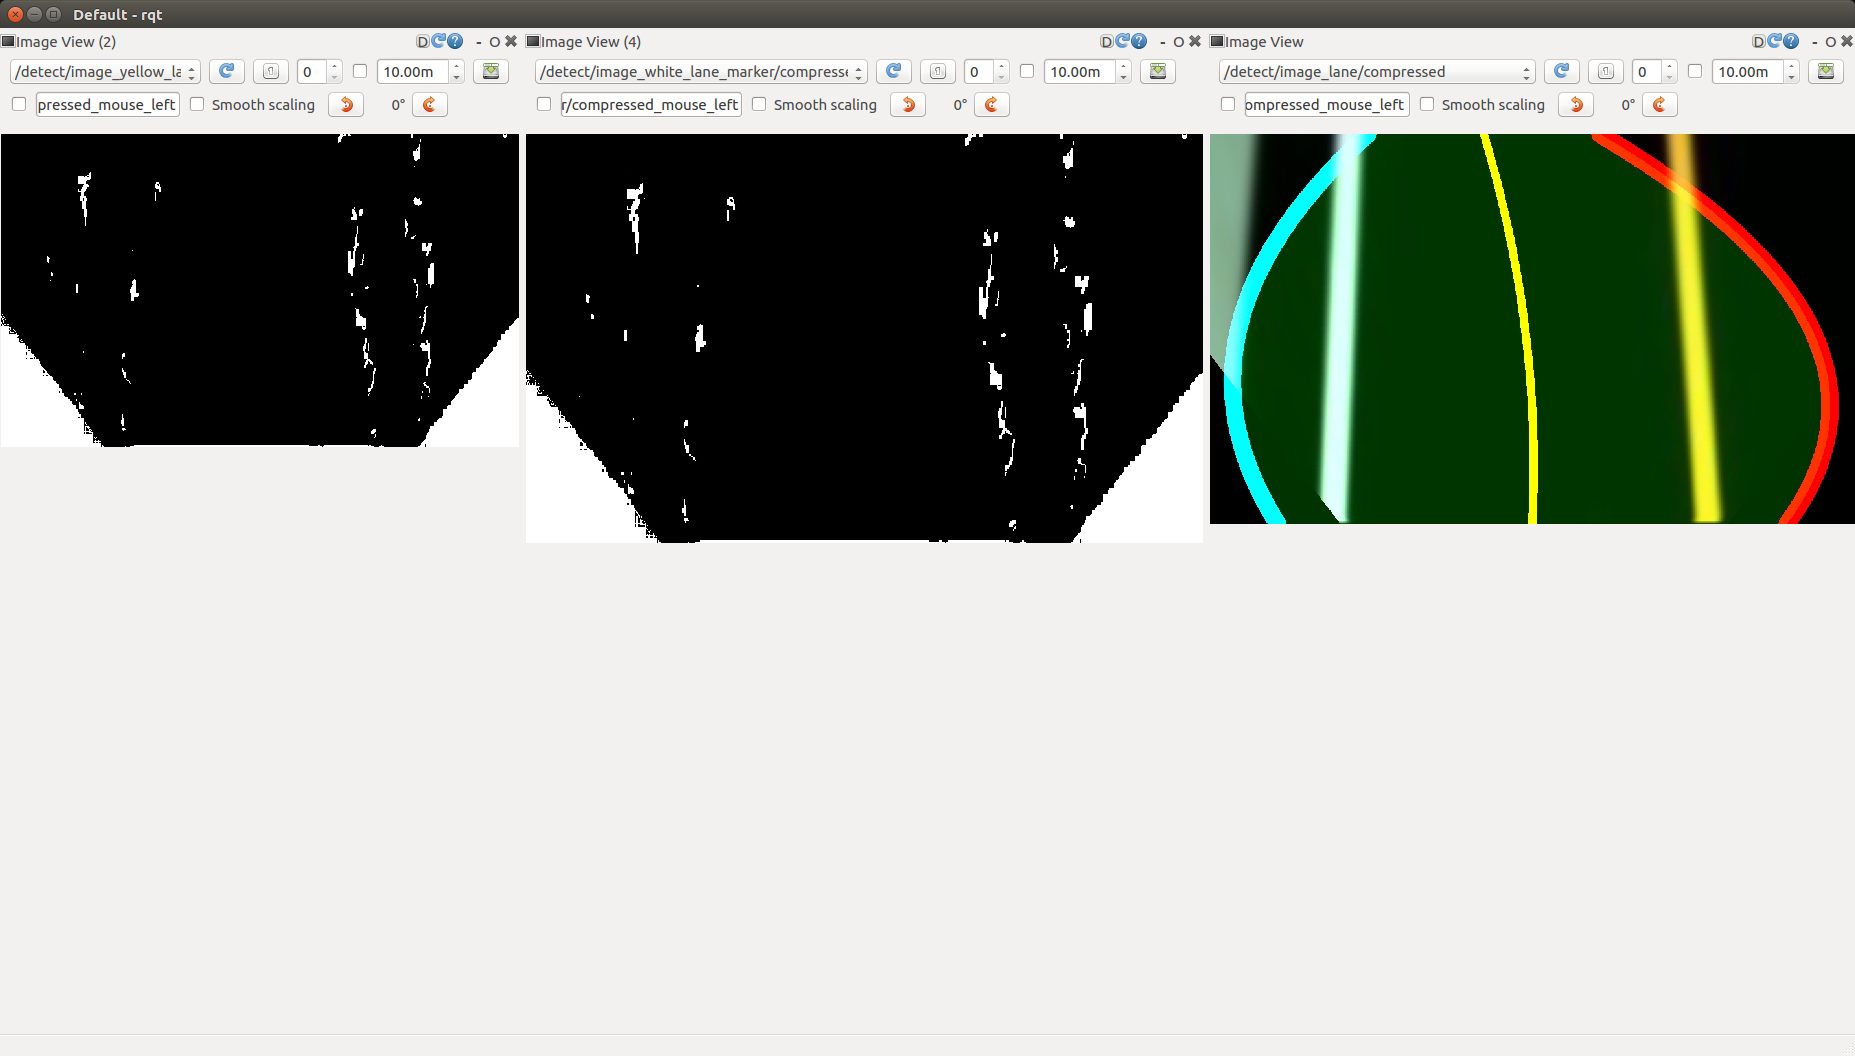 Default - rqt
Image View (2)
D
? - O
Image View (4)
D
? - O
Image View
D
? - O
/detect/image_yellow_la
0
10.00m
/detect/image_white_lane_marker/compresse
0
10.00m
/detect/image_lane/compressed
0
10.00m
pressed_mouse_left
Smooth scaling
0°
r/compressed_mouse_left
Smooth scaling
0°
ompressed_mouse_left
Smooth scaling
0°